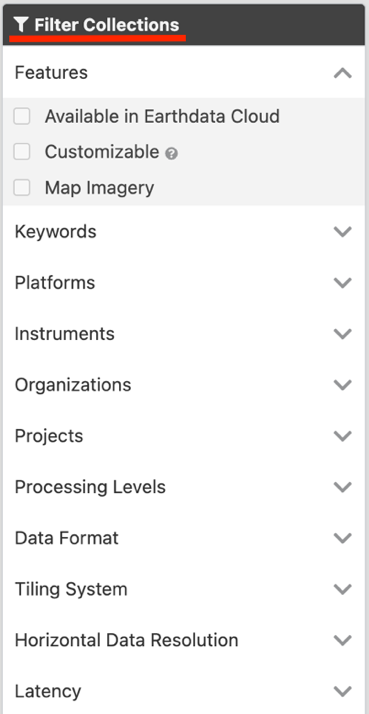 Filter Collections
Features
Available in Earthdata Cloud
Customizable ?
Map Imagery
Keywords
Platforms
Instruments
Organizations
Projects
Processing Levels
Data Format
Tiling System
Horizontal Data Resolution
Latency